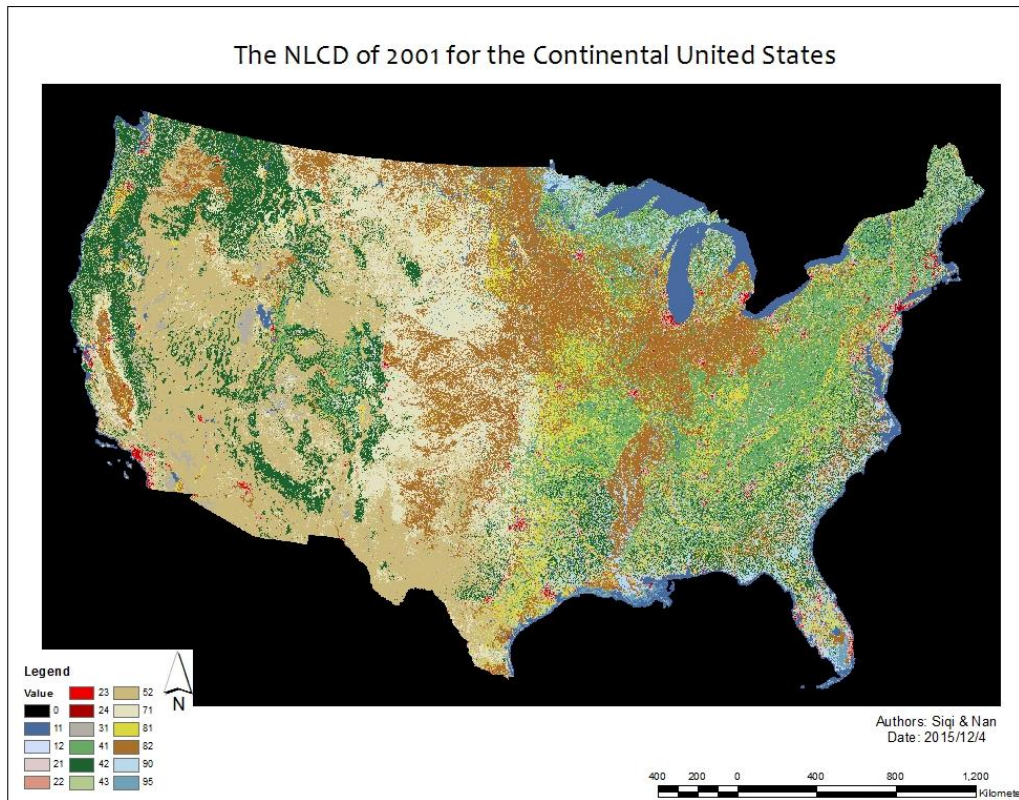 The NLCD of 2001 for the Continental United States
Legend
Value
0
11
12
21
22
23
24
31
41
42
43
52
71
81
82
90
95
N
Authors: Siqi & Nan
Date: 2015/12/4
400 200 0 400 800 1,200
Kilomete